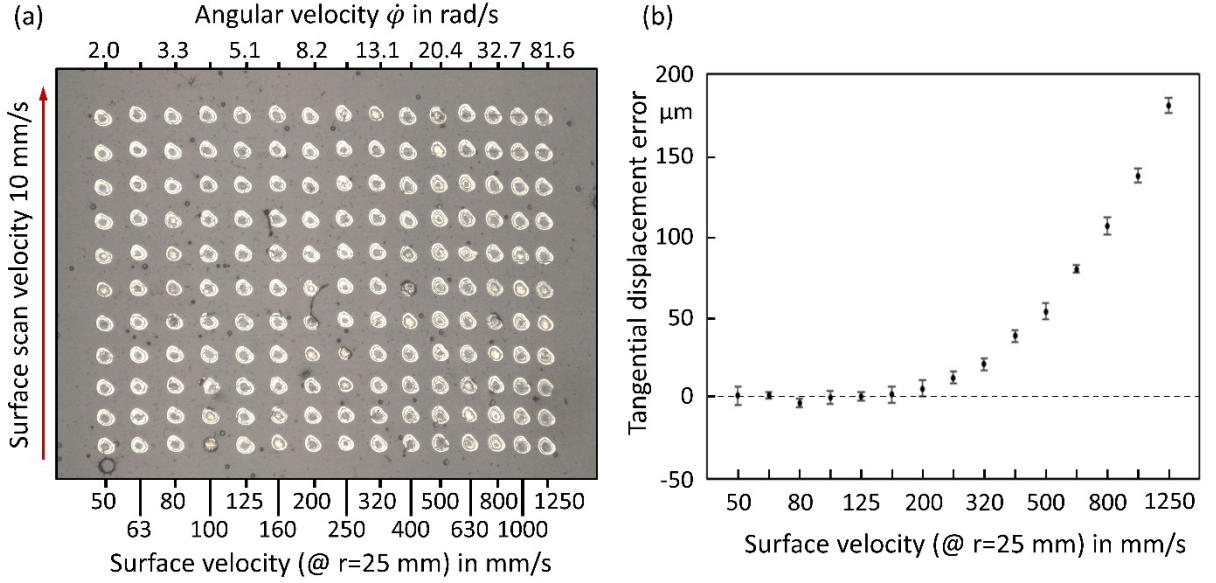 (a)
Angular velocity φ̇ in rad/s
2.0 3.3 5.1 8.2 13.1 20.4 32.7 81.6
Surface scan velocity 10 mm/s
50 80 125 200 320 500 800 1250
63 100 160 250 400 630 1000
Surface velocity (@ r=25 mm) in mm/s
(b)
Tangential displacement error
200
µm
150
100
50
0
-50
50 80 125 200 320 500 800 1250
Surface velocity (@ r=25 mm) in mm/s